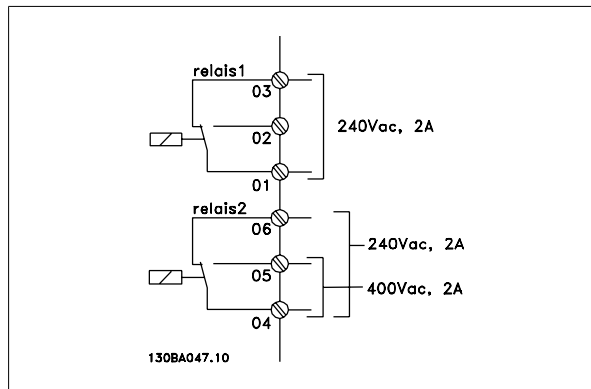 relais1
03
02
240Vac, 2A
01
relais2
06
240Vac, 2A
05
400Vac, 2A
04
130BA047.10